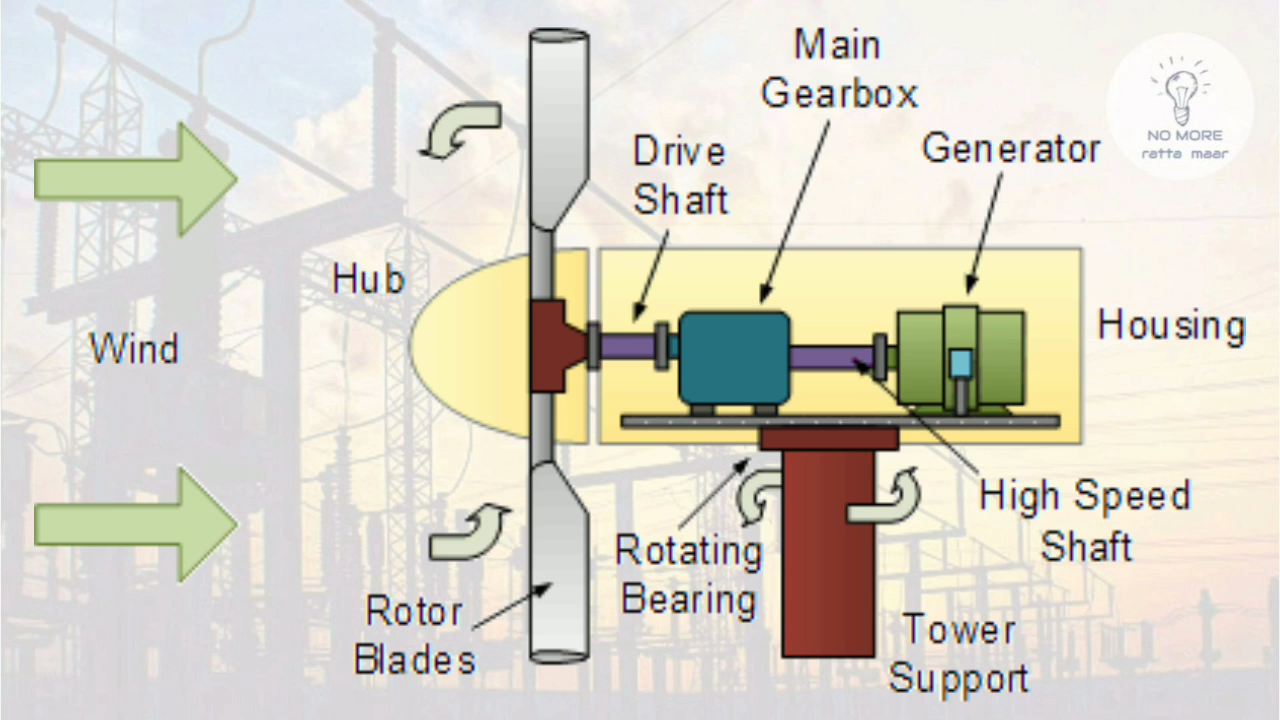 Main
Gearbox
NO MORE
ratta maar
Drive
Shaft
Generator
Hub
Wind
Housing
High Speed
Shaft
Rotating
Bearing
Rotor
Blades
Tower
Support